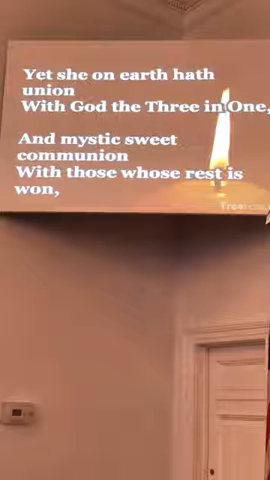 Yet she on earth hath
union
With God the Three in One,
And mystic sweet
communion
With those whose rest is
won,